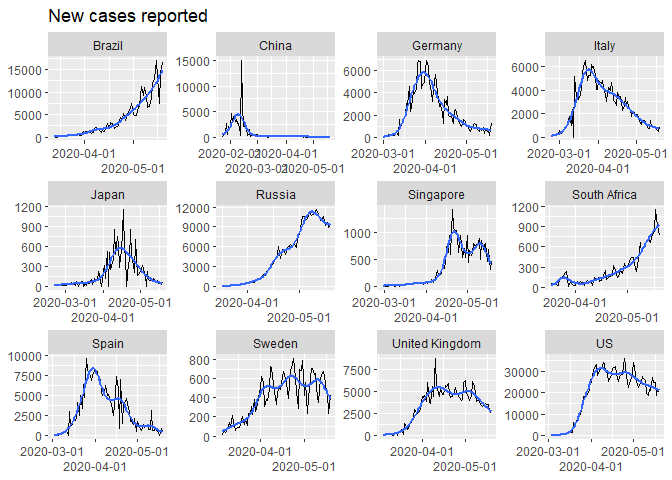 New cases reported
Brazil China Germany Italy
15000 15000 6000 6000
10000 10000 4000 4000
5000 5000 2000 2000
0 0 0 0
2020-04-01 2020-02-01 2020-04-01 2020-03-01 2020-05-01 2020-03-01 2020-05-01
2020-05-01 2020-03-01 2020-05-01 2020-04-01 2020-04-01
Japan Russia Singapore South Africa
1200 12000 1200
900 9000 1000 900
600 6000 500 600
300 3000 300
0 0 0 0
2020-03-01 2020-05-01 2020-04-01 2020-03-01 2020-05-01 2020-04-01
2020-04-01 2020-05-01 2020-04-01 2020-05-01
Spain Sweden United Kingdom US
10000 800 7500 30000
7500 600 5000 20000
5000 400 2500 10000
2500 200 0 0
0 0
2020-03-01 2020-05-01 2020-04-01 2020-03-01 2020-05-01 2020-03-01 2020-05-01
2020-04-01 2020-05-01 2020-04-01 2020-04-01